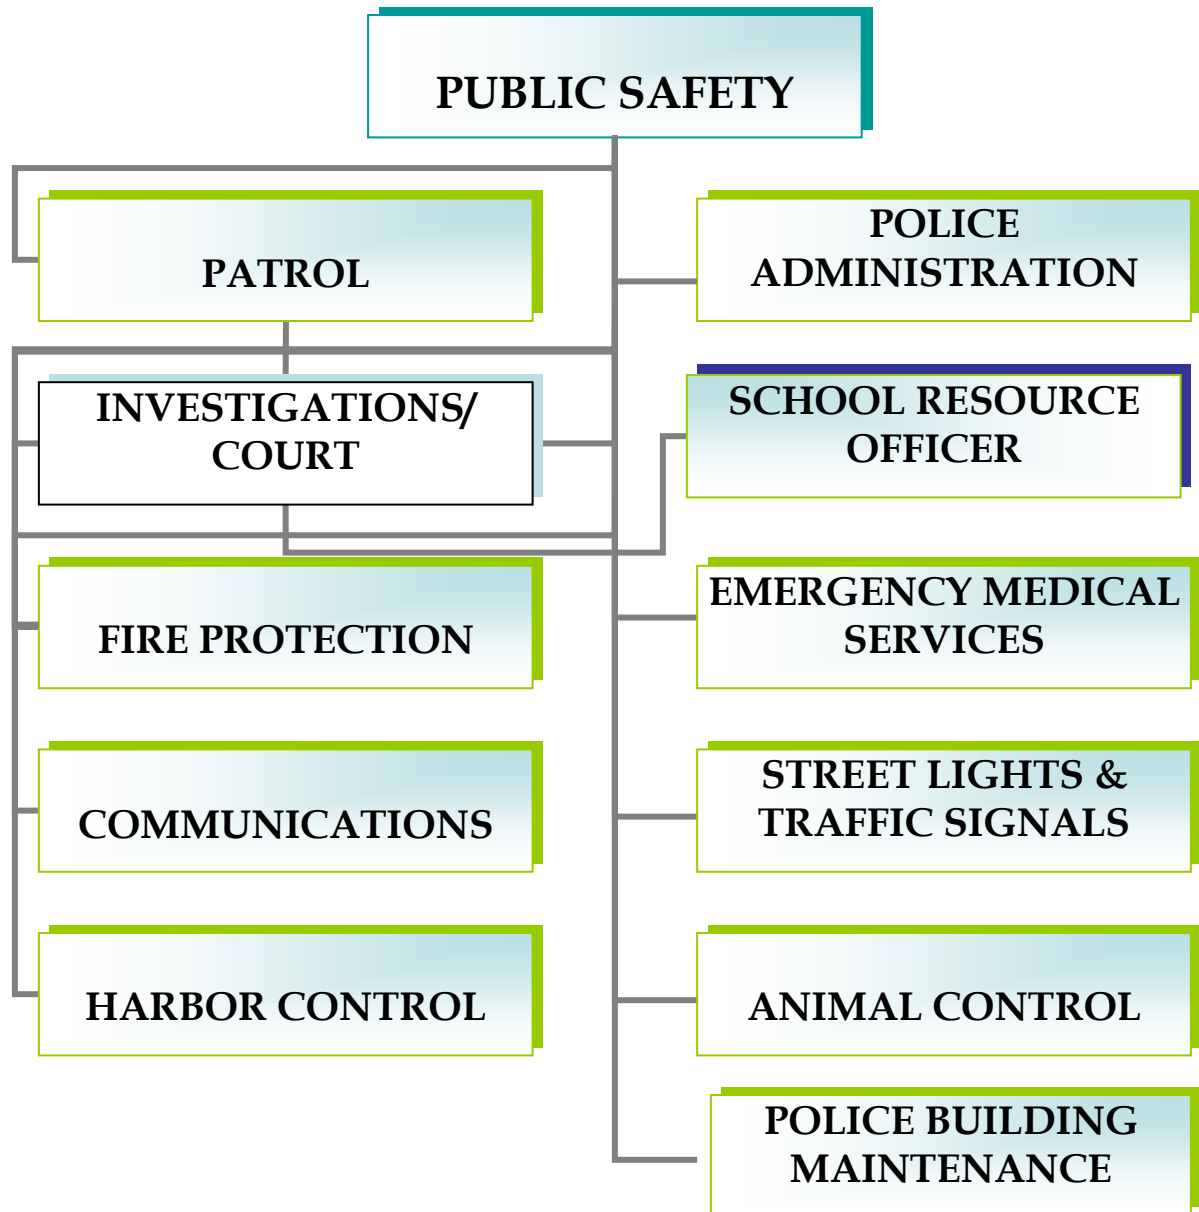 PUBLIC SAFETY
PATROL
POLICE
ADMINISTRATION
INVESTIGATIONS/
COURT
SCHOOL RESOURCE
OFFICER
FIRE PROTECTION
EMERGENCY MEDICAL
SERVICES
COMMUNICATIONS
STREET LIGHTS &
TRAFFIC SIGNALS
HARBOR CONTROL
ANIMAL CONTROL
POLICE BUILDING
MAINTENANCE